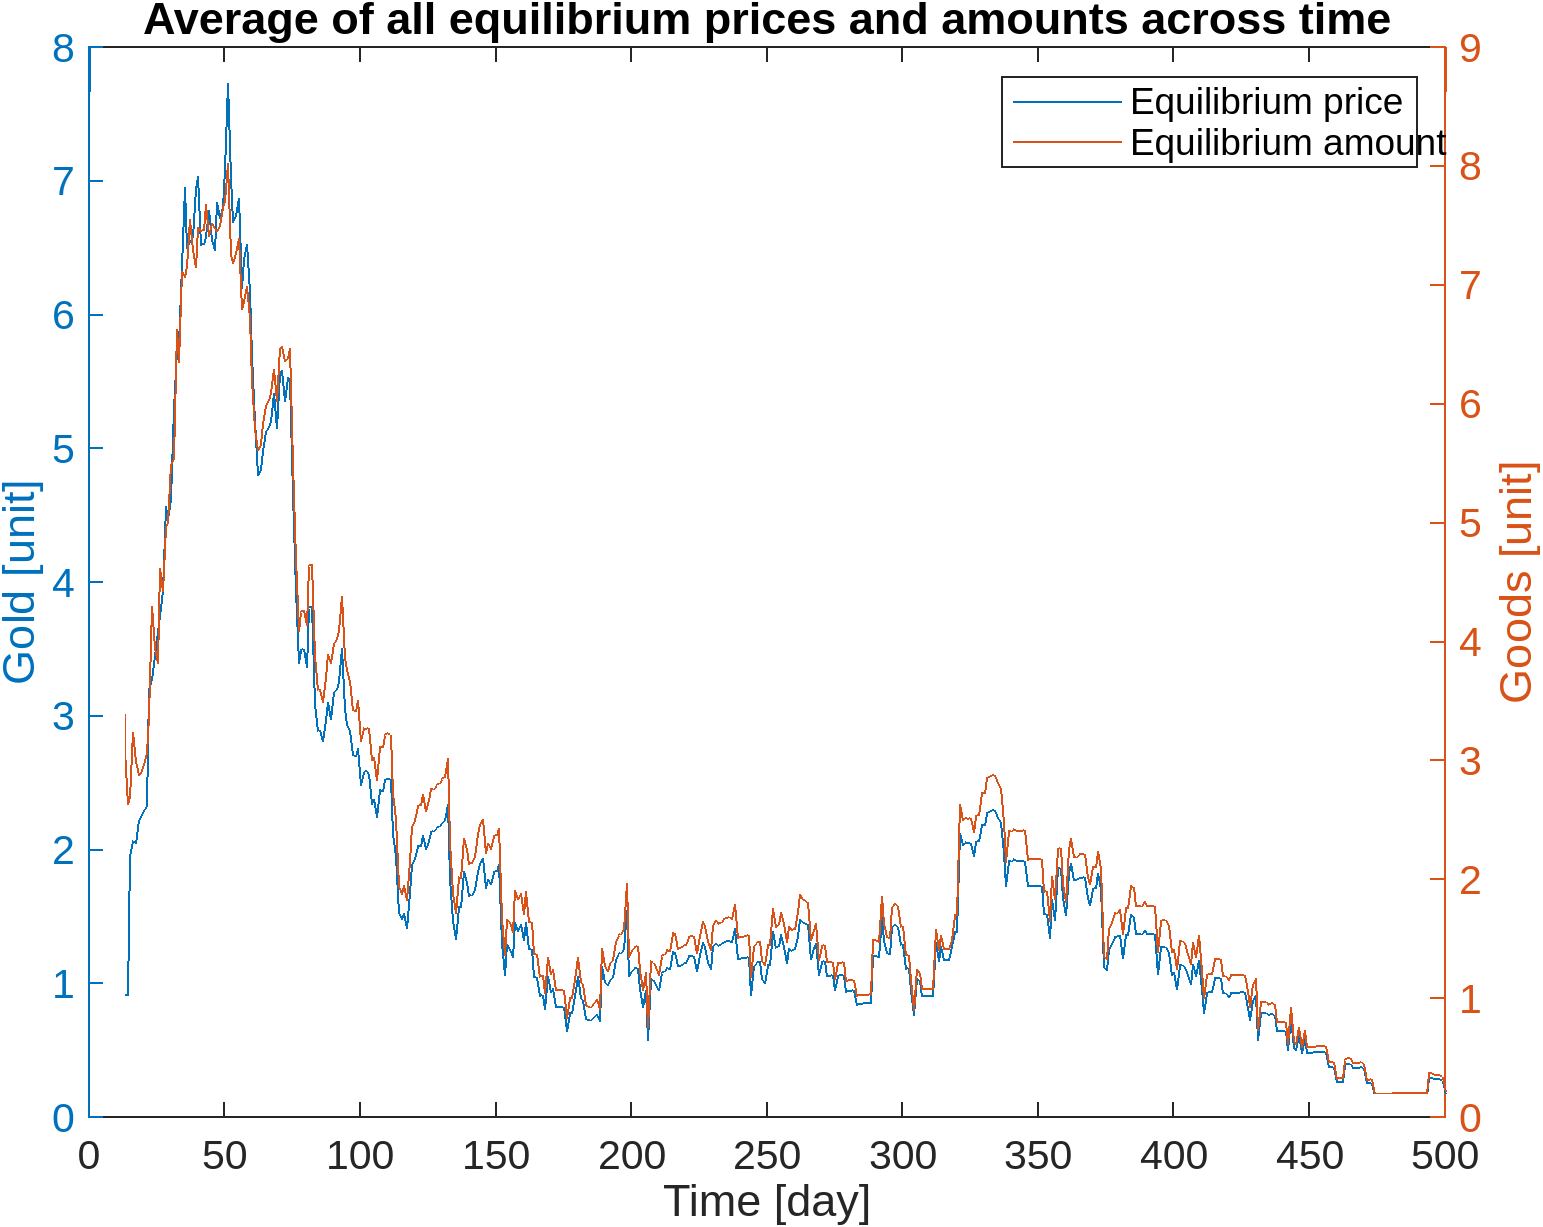 Average of all equilibrium prices and amounts across time
Equilibrium price
Equilibrium amount
8
7
6
5
4
3
2
1
0
Gold [unit]
9
8
7
6
5
4
3
2
1
0
Goods [unit]
0 50 100 150 200 250 300 350 400 450 500
Time [day]